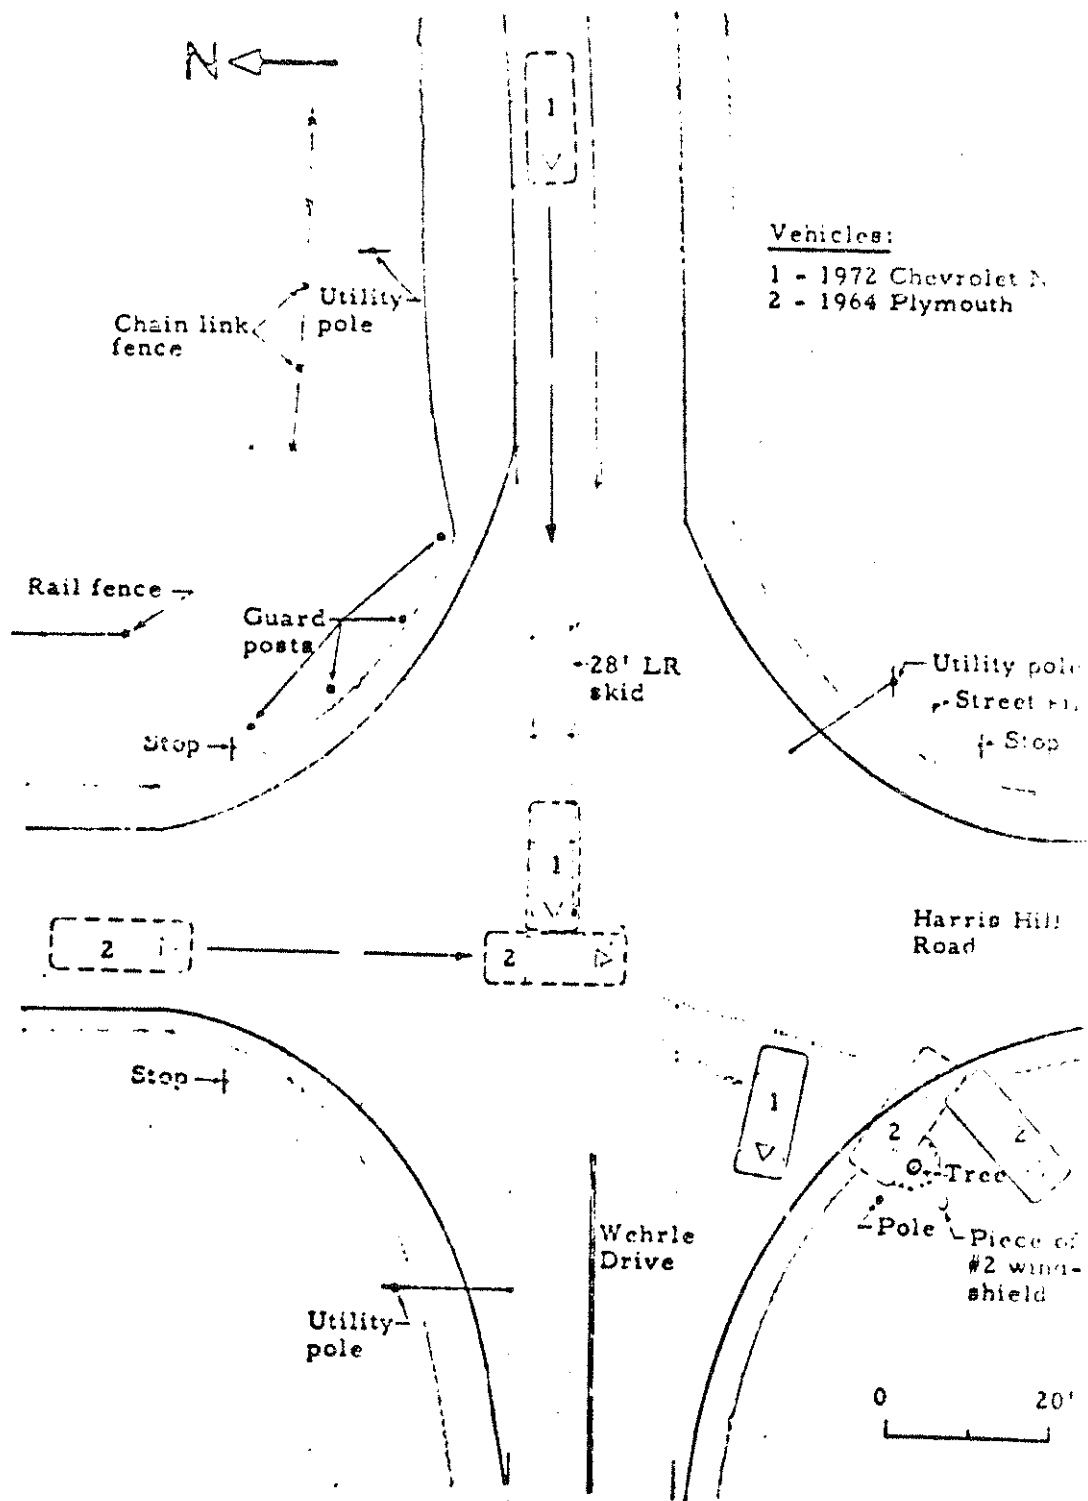 N
1
Vehicles:
1 - 1972 Chevrolet
2 - 1964 Plymouth
Utility
pole
Chain link
fence
Rail fence
Guard
posts
28' LR
skid
Utility pole
Street
Stop
Stop
1
2
2
Harris Hill
Road
Stop
1
2
2
Tree
Pole
Piece of
#2 wind-
shield
Wehrle
Drive
Utility
pole
0 20'